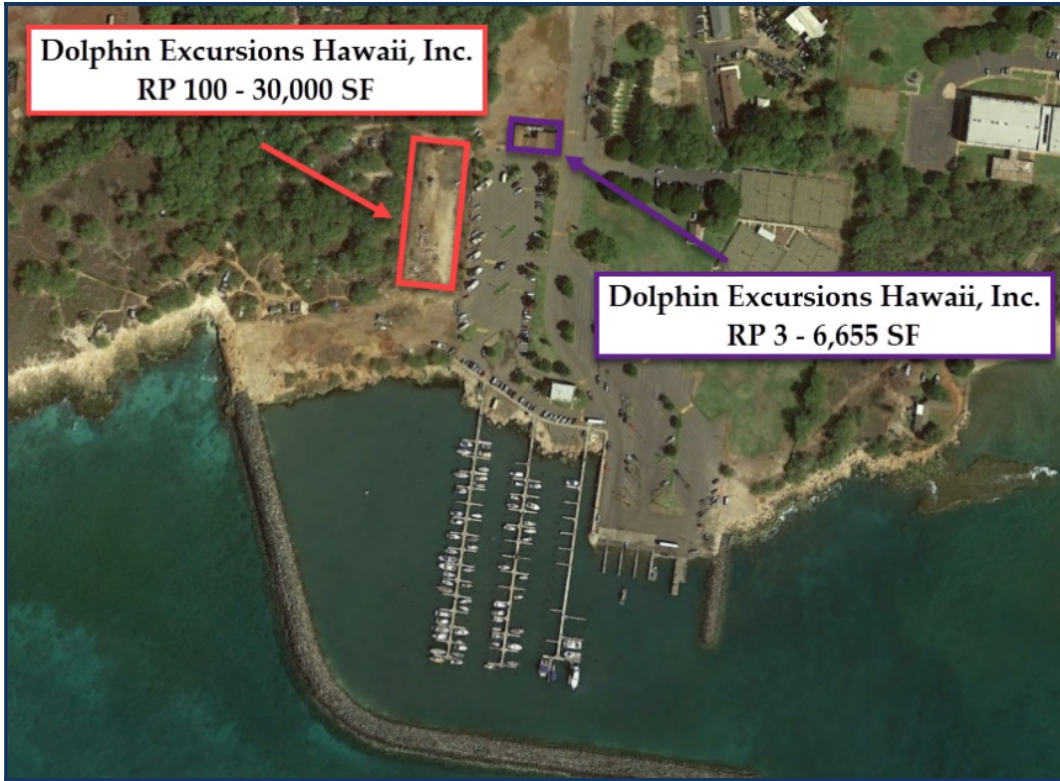 Dolphin Excursions Hawaii, Inc.
RP 100 - 30,000 SF
Dolphin Excursions Hawaii, Inc.
RP 3 - 6,655 SF